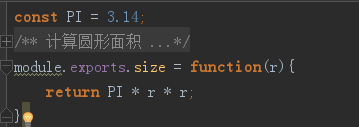 const PI = 3.14;
/** 计算圆形面积 ...*/
module.exports.size = function(r){
    return PI * r * r;
}